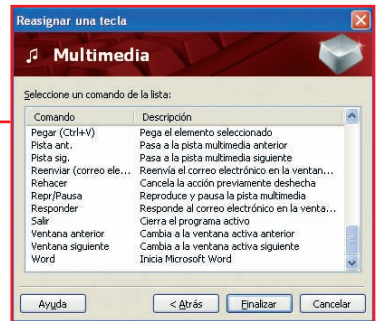 Reasignar una tecla
Multimedia
Seleccione un comando de la lista:
Comando Descripción
Pegar (Ctrl+V) Pega el elemento seleccionado
Pista ant. Pasa a la pista multimedia anterior
Pista sig. Pasa a la pista multimedia siguiente
Reenviar (correo ele... Reenvía el correo electrónico en la ventan...
Rehacer Cancela la acción previamente deshecha
Repr/Pausa Reproduce y pausa la pista multimedia
Responder Responde al correo electrónico en la venta...
Salir Cierra el programa activo
Ventana anterior Cambia a la ventana activa anterior
Ventana siguiente Cambia a la ventana activa siguiente
Word Inicia Microsoft Word
Ayuda < Atrás Finalizar Cancelar